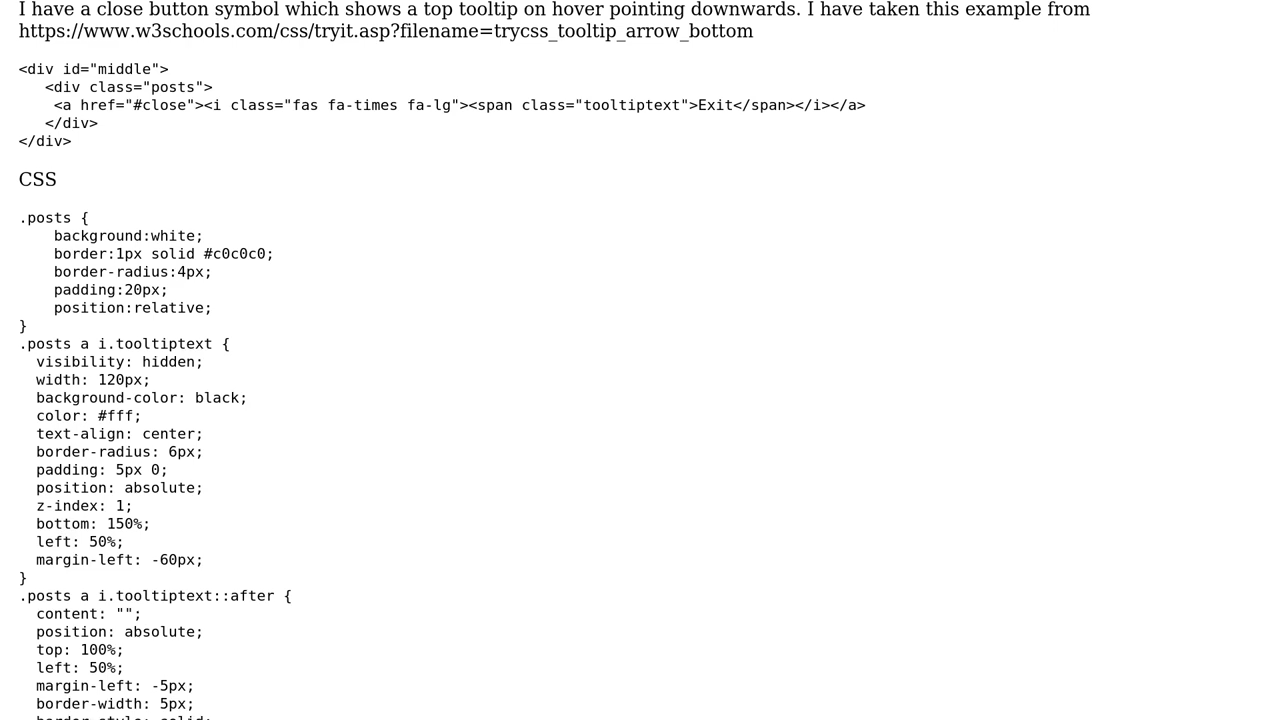 I have a close button symbol which shows a top tooltip on hover pointing downwards. I have taken this example from
https://www.w3schools.com/css/tryit.asp?filename=trycss_tooltip_arrow_bottom
<div id="middle">
   <div class="posts">
    <a href="#close"><i class="fas fa-times fa-lg"><span class="tooltiptext">Exit</span></i></a>
   </div>
</div>
CSS
.posts {
    background:white;
    border:1px solid #c0c0c0;
    border-radius:4px;
    padding:20px;
    position:relative;
}
.posts a i.tooltiptext {
  visibility: hidden;
  width: 120px;
  background-color: black;
  color: #fff;
  text-align: center;
  border-radius: 6px;
  padding: 5px 0;
  position: absolute;
  z-index: 1;
  bottom: 150%;
  left: 50%;
  margin-left: -60px;
}
.posts a i.tooltiptext::after {
  content: "";
  position: absolute;
  top: 100%;
  left: 50%;
  margin-left: -5px;
  border-width: 5px;
  border-style: solid;